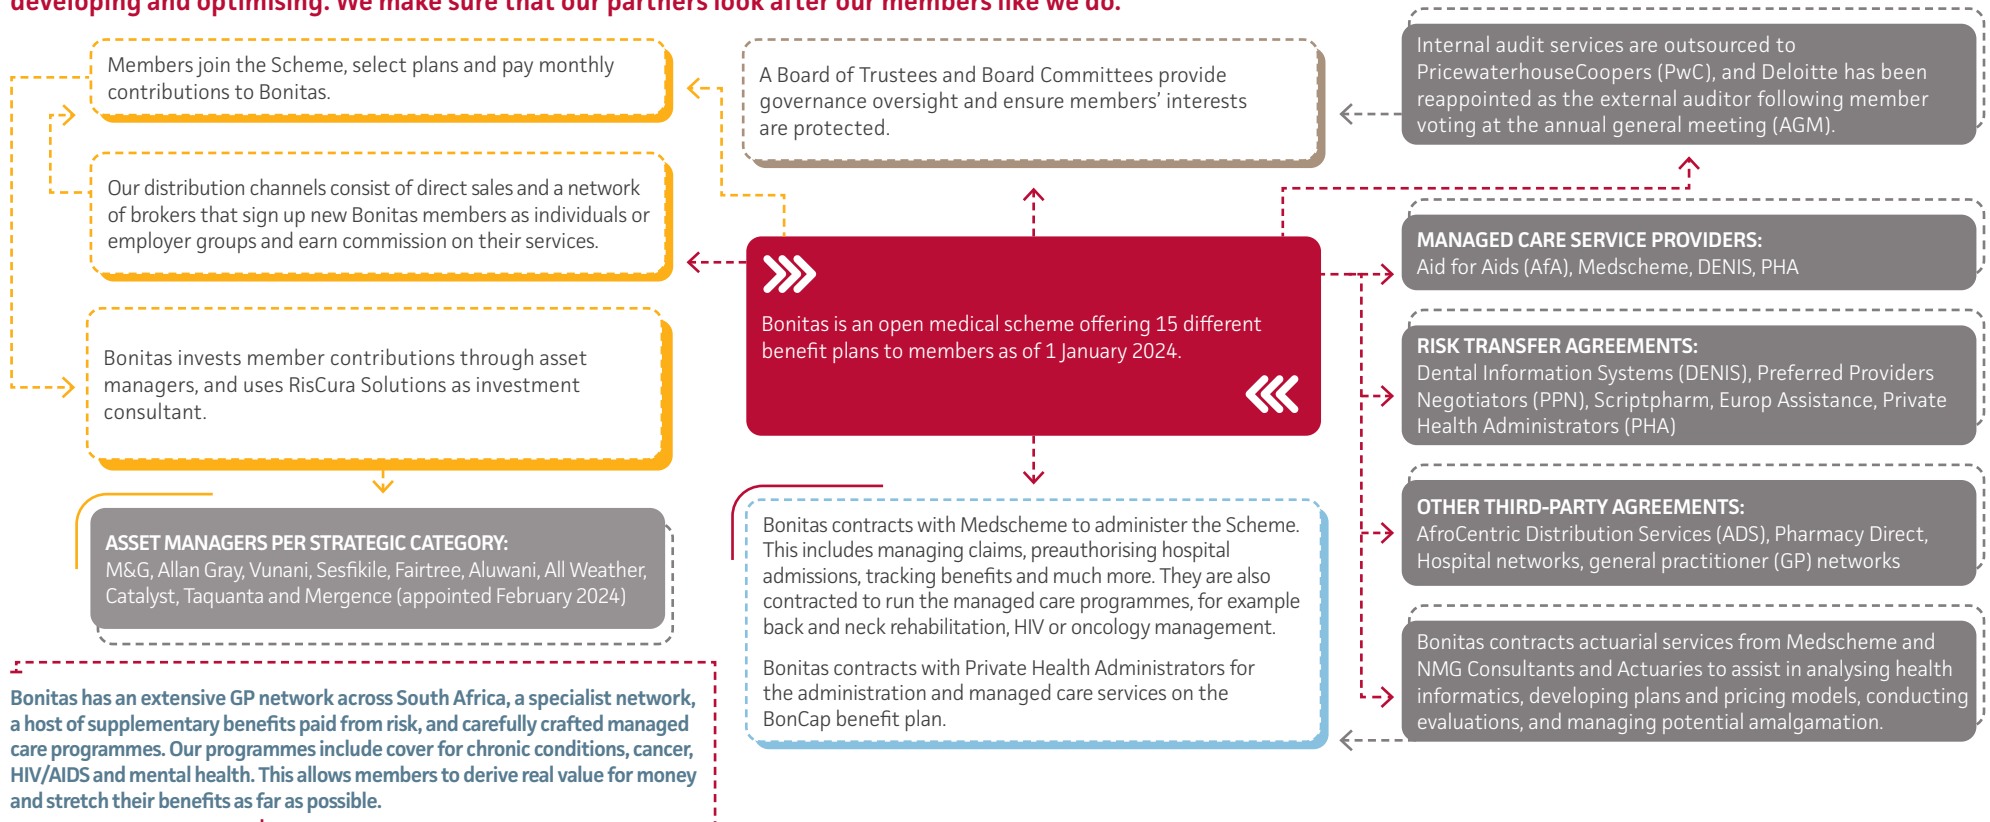 developing and optimising. We make sure that our partners look after our members like we do.
Members join the Scheme, select plans and pay monthly
contributions to Bonitas.
Our distribution channels consist of direct sales and a network
of brokers that sign up new Bonitas members as individuals or
employer groups and earn commission on their services.
Bonitas invests member contributions through asset
managers, and uses RisCura Solutions as investment
consultant.
ASSET MANAGERS PER STRATEGIC CATEGORY:
M&G, Allan Gray, Vunani, Sesfikile, Fairtree, Aluwani, All Weather,
Catalyst, Taquanta and Mergence (appointed February 2024)
Bonitas has an extensive GP network across South Africa, a specialist network,
a host of supplementary benefits paid from risk, and carefully crafted managed
care programmes. Our programmes include cover for chronic conditions, cancer,
HIV/AIDS and mental health. This allows members to derive real value for money
and stretch their benefits as far as possible.
A Board of Trustees and Board Committees provide
governance oversight and ensure members' interests
are protected.
Bonitas is an open medical scheme offering 15 different
benefit plans to members as of 1 January 2024.
Bonitas contracts with Medscheme to administer the Scheme.
This includes managing claims, preauthorising hospital
admissions, tracking benefits and much more. They are also
contracted to run the managed care programmes, for example
back and neck rehabilitation, HIV or oncology management.
Bonitas contracts with Private Health Administrators for
the administration and managed care services on the
BonCap benefit plan.
Internal audit services are outsourced to
PricewaterhouseCoopers (PwC), and Deloitte has been
reappointed as the external auditor following member
voting at the annual general meeting (AGM).
MANAGED CARE SERVICE PROVIDERS:
Aid for Aids (AfA), Medscheme, DENIS, PHA
RISK TRANSFER AGREEMENTS:
Dental Information Systems (DENIS), Preferred Providers
Negotiators (PPN), Scriptpharm, Europ Assistance, Private
Health Administrators (PHA)
OTHER THIRD-PARTY AGREEMENTS:
AfroCentric Distribution Services (ADS), Pharmacy Direct,
Hospital networks, general practitioner (GP) networks
Bonitas contracts actuarial services from Medscheme and
NMG Consultants and Actuaries to assist in analysing health
informatics, developing plans and pricing models, conducting
evaluations, and managing potential amalgamation.